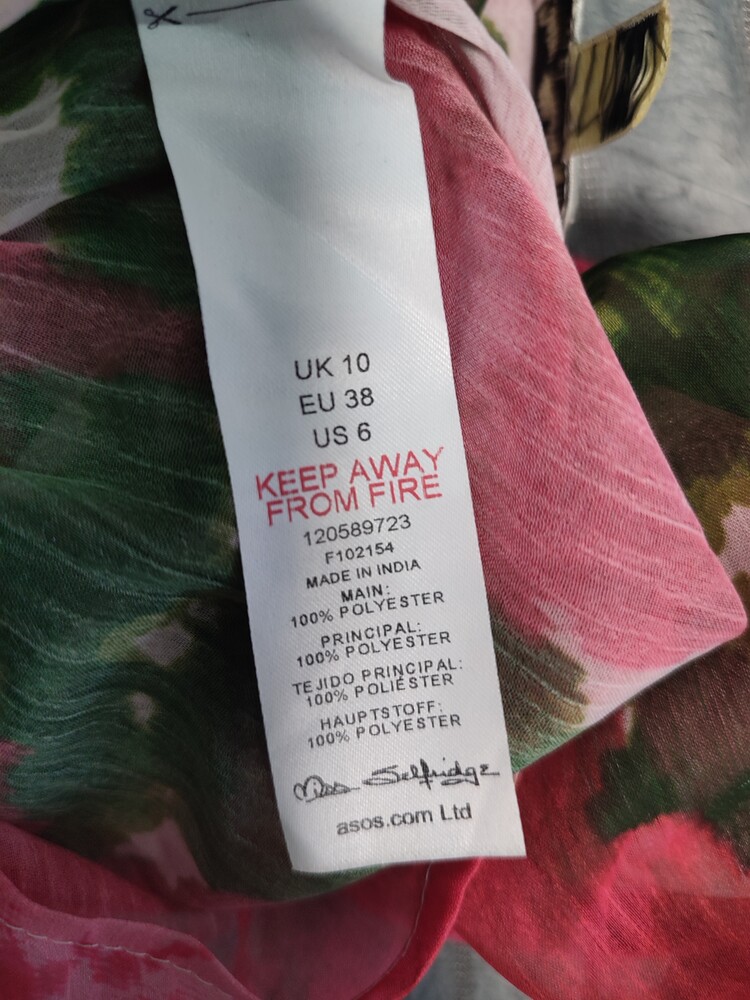 UK 10
EU 38
US 6
KEEP AWAY
FROM FIRE
120589723
F102154
MADE IN INDIA
MAIN:
100% POLYESTER
PRINCIPAL:
100% POLYESTER
TEJIDO PRINCIPAL:
100% POLIÉSTER
HAUPTSTOFF:
100% POLYESTER
Miss Selfridge
asos.com Ltd